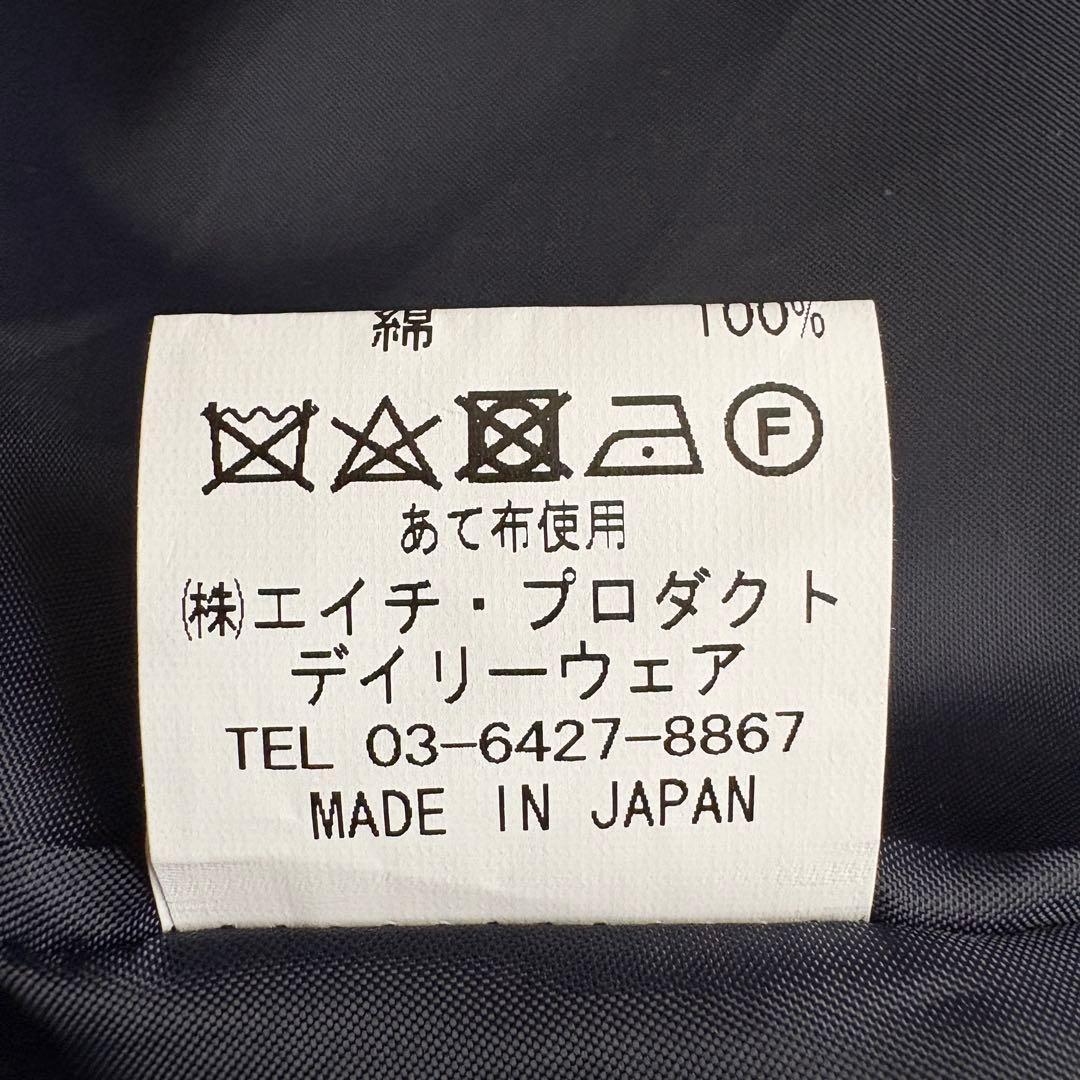 綿 100%
F
あて布使用
㈱エイチ・プロダクト
デイリーウェア
TEL 03-6427-8867
MADE IN JAPAN